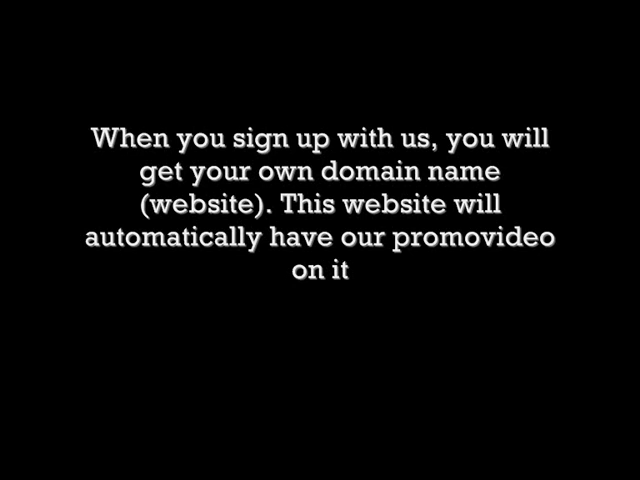 When you sign up with us, you will
get your own domain name
(website). This website will
automatically have our promovideo
on it